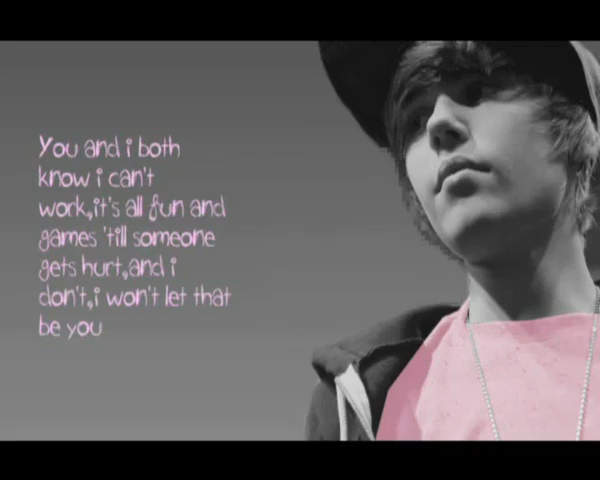 You and i both
know i can't
work,it's all fun and
games 'till someone
gets hurt,and i
don't,i won't let that
be you